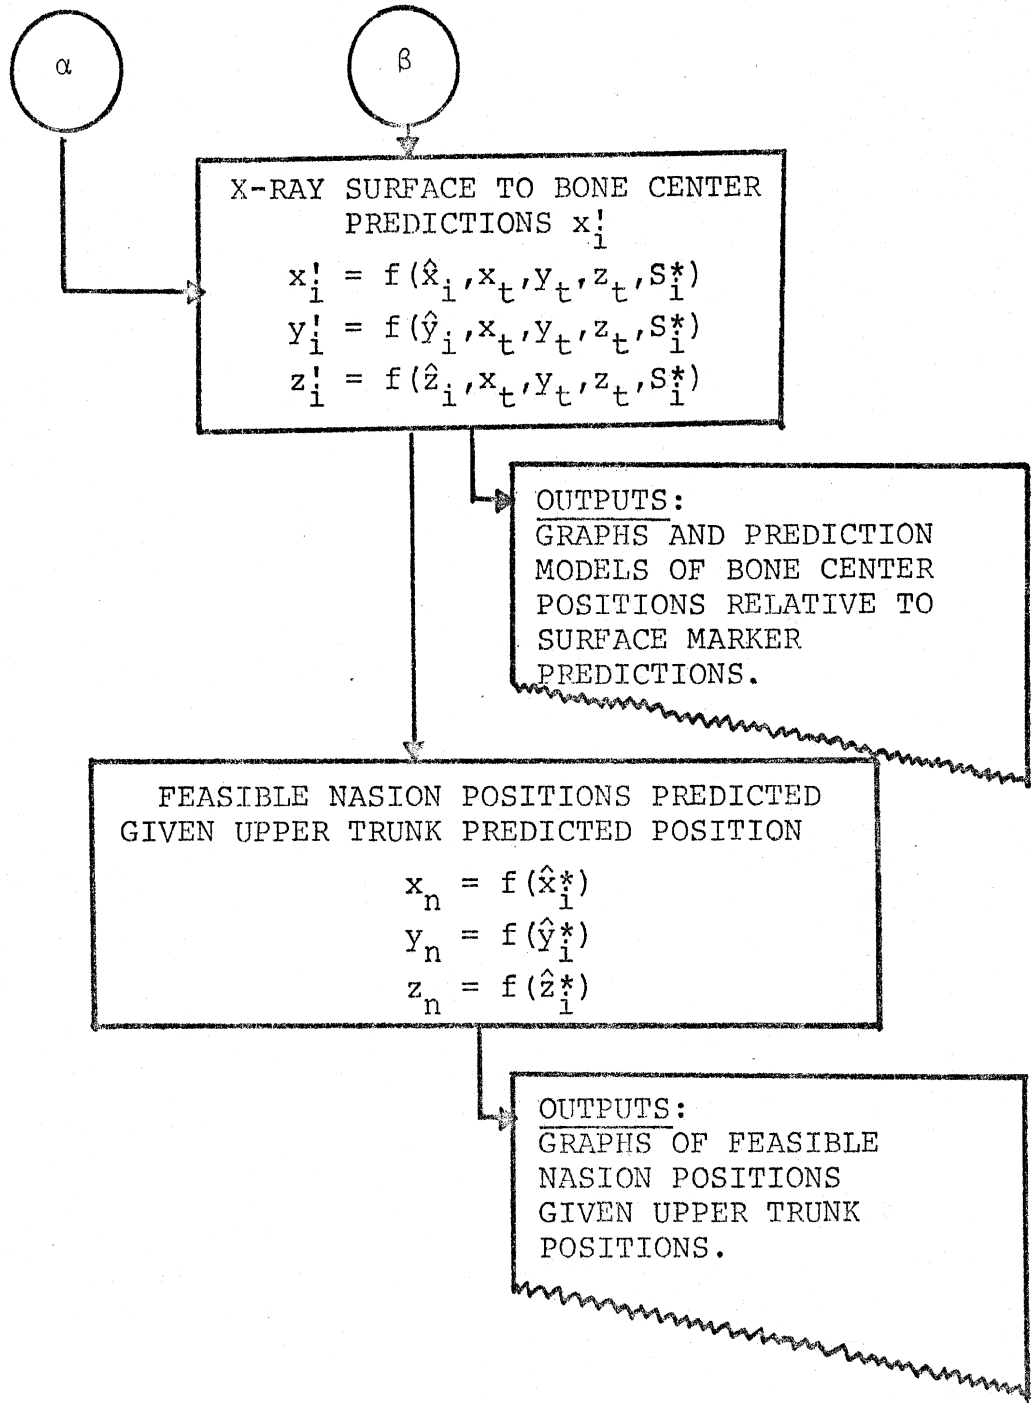 α
β
X-RAY SURFACE TO BONE CENTER
PREDICTIONS x'i
x'i = f(x̂i,xt,yt,zt,S*i)
y'i = f(ŷi,xt,yt,zt,S*i)
z'i = f(ẑi,xt,yt,zt,S*i)
OUTPUTS:
GRAPHS AND PREDICTION
MODELS OF BONE CENTER
POSITIONS RELATIVE TO
SURFACE MARKER
PREDICTIONS.
FEASIBLE NASION POSITIONS PREDICTED
GIVEN UPPER TRUNK PREDICTED POSITION
xn = f(x̂*i)
yn = f(ŷ*i)
zn = f(ẑ*i)
OUTPUTS:
GRAPHS OF FEASIBLE
NASION POSITIONS
GIVEN UPPER TRUNK
POSITIONS.